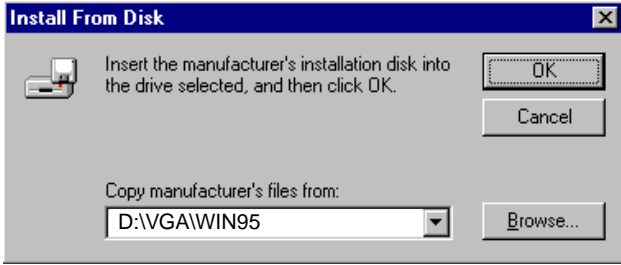 Install From Disk
Insert the manufacturer's installation disk into
the drive selected, and then click OK.
OK
Cancel
Copy manufacturer's files from:
D:\VGA\WIN95
Browse...